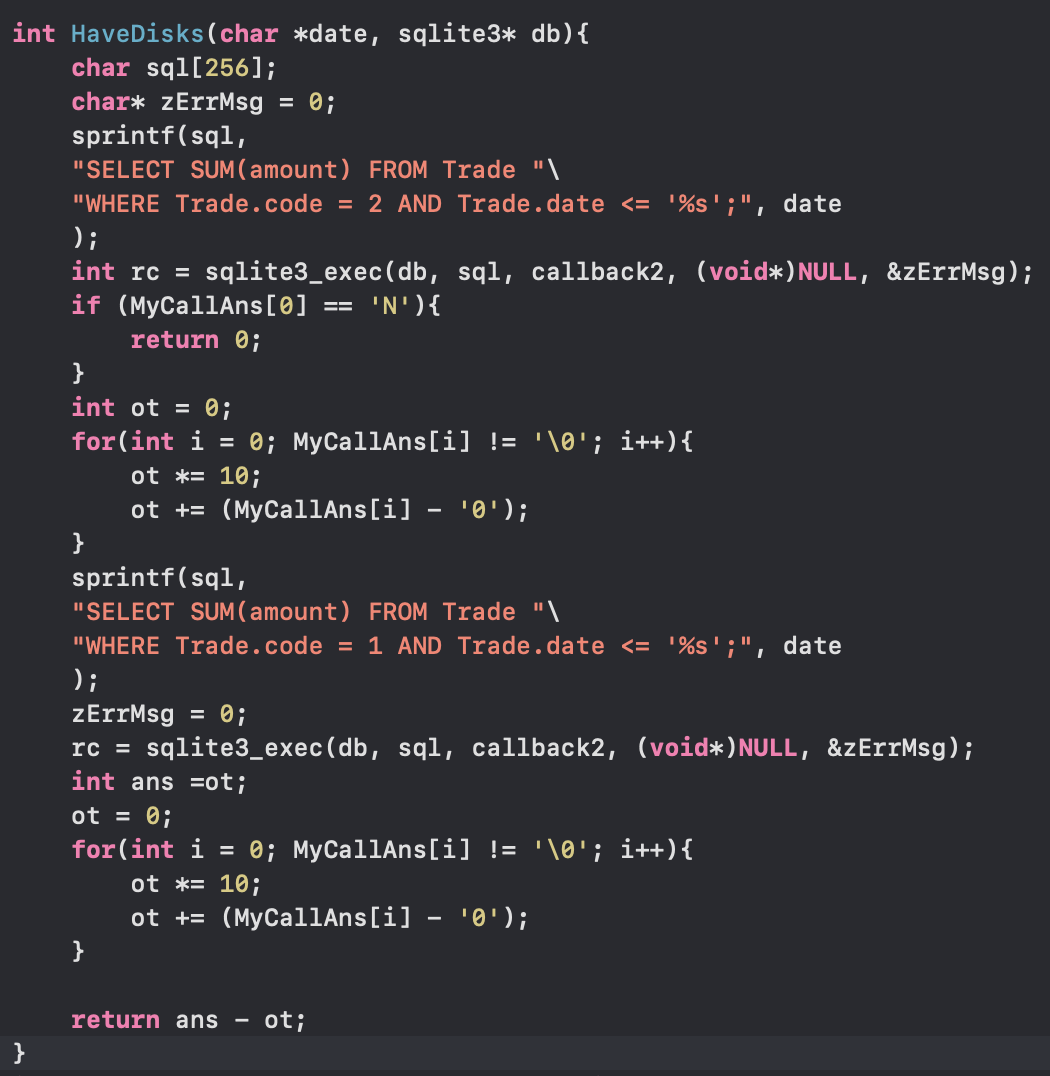 int HaveDisks(char *date, sqlite3* db){
    char sql[256];
    char* zErrMsg = 0;
    sprintf(sql,
    "SELECT SUM(amount) FROM Trade "\
    "WHERE Trade.code = 2 AND Trade.date <= '%s';", date
    );
    int rc = sqlite3_exec(db, sql, callback2, (void*)NULL, &zErrMsg);
    if (MyCallAns[0] == 'N'){
        return 0;
    }
    int ot = 0;
    for(int i = 0; MyCallAns[i] != '\0'; i++){
        ot *= 10;
        ot += (MyCallAns[i] - '0');
    }
    sprintf(sql,
    "SELECT SUM(amount) FROM Trade "\
    "WHERE Trade.code = 1 AND Trade.date <= '%s';", date
    );
    zErrMsg = 0;
    rc = sqlite3_exec(db, sql, callback2, (void*)NULL, &zErrMsg);
    int ans =ot;
    ot = 0;
    for(int i = 0; MyCallAns[i] != '\0'; i++){
        ot *= 10;
        ot += (MyCallAns[i] - '0');
    }

    return ans - ot;
}